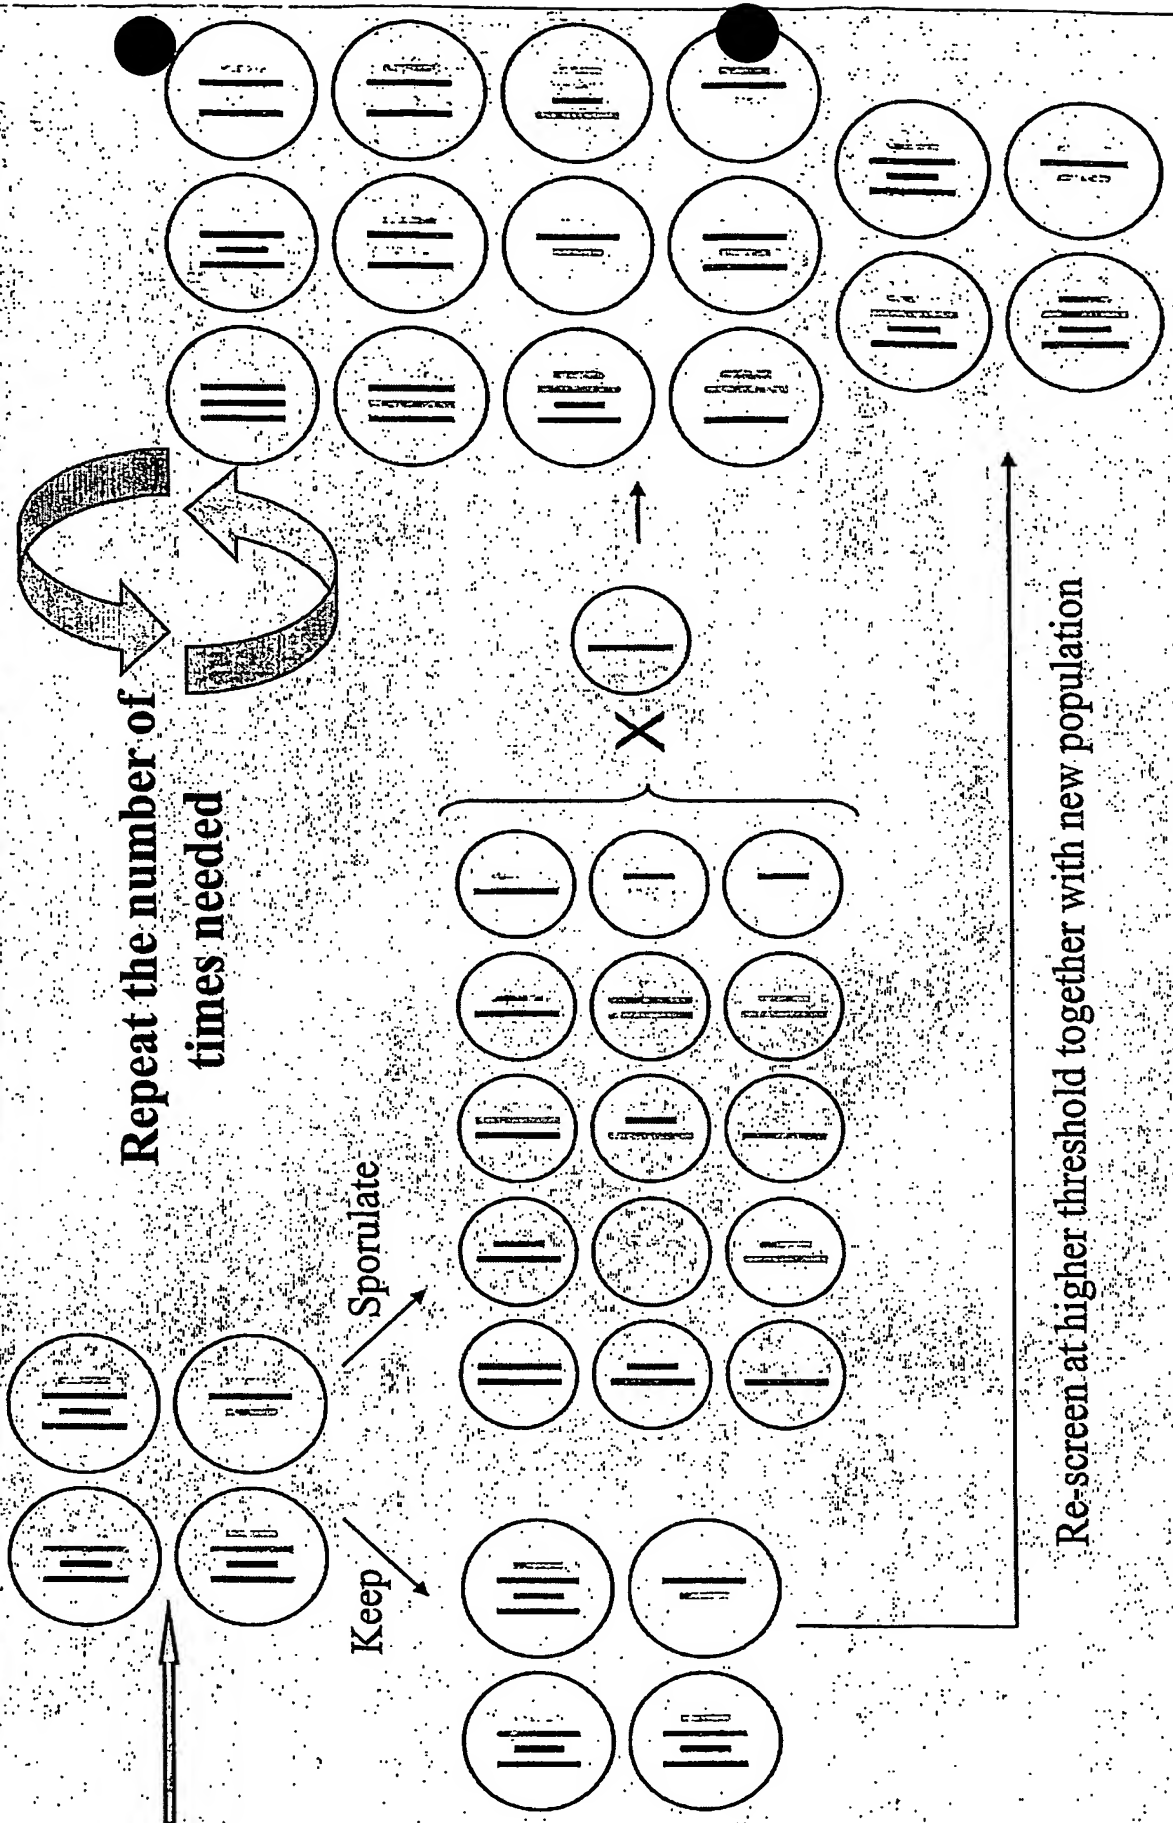 Repeat the number of
times needed
Keep
Sporulate
X
Re-screen at higher threshold together with new population